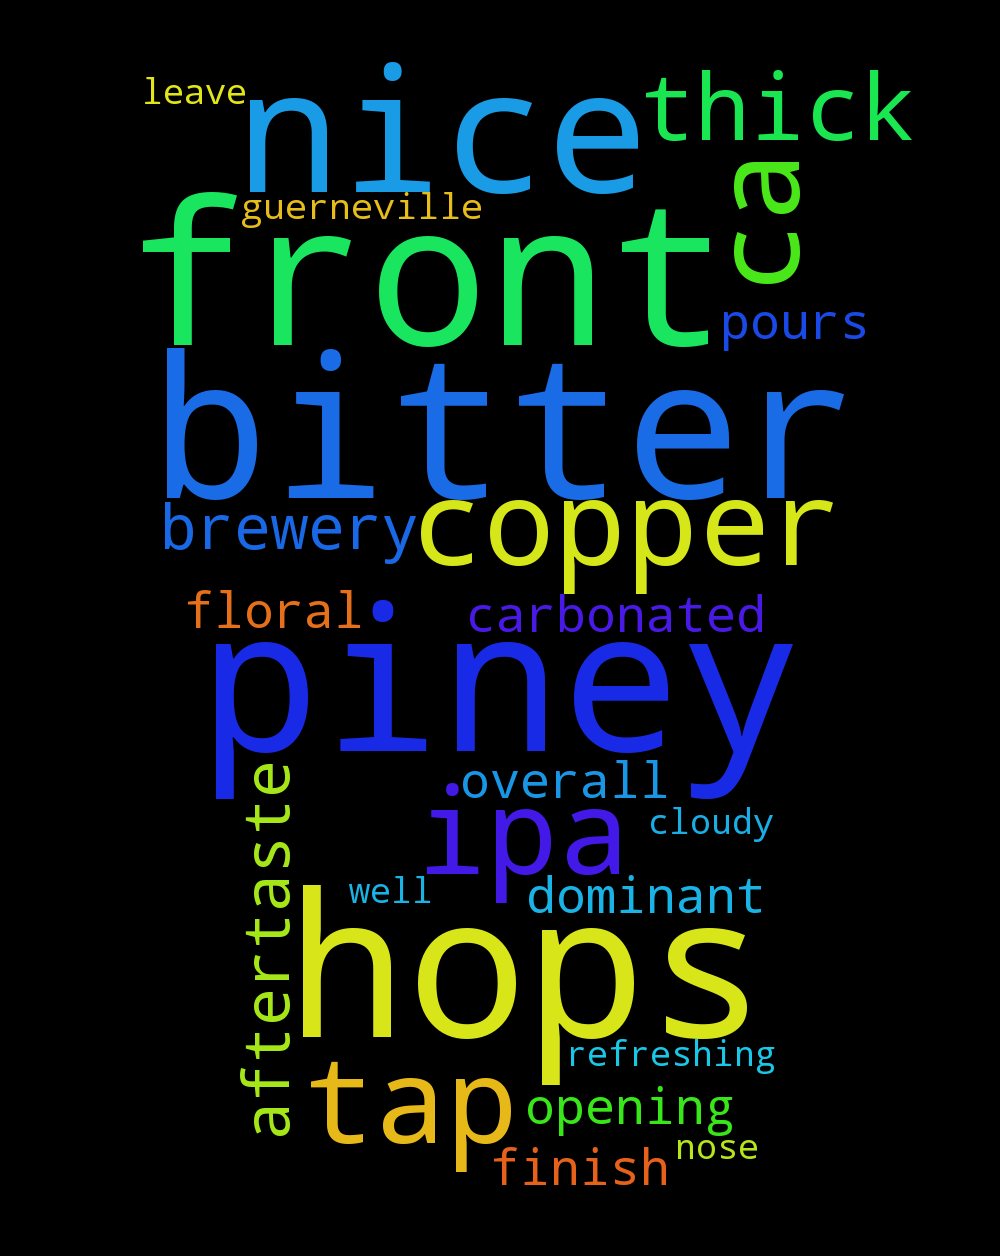 leave
nice
thick
ca
guerneville
front
pours
bitter
brewery
copper
floral
carbonated
piney
aftertaste
overall
ipa
cloudy
well
dominant
hops
refreshing
tap
opening
nose
finish